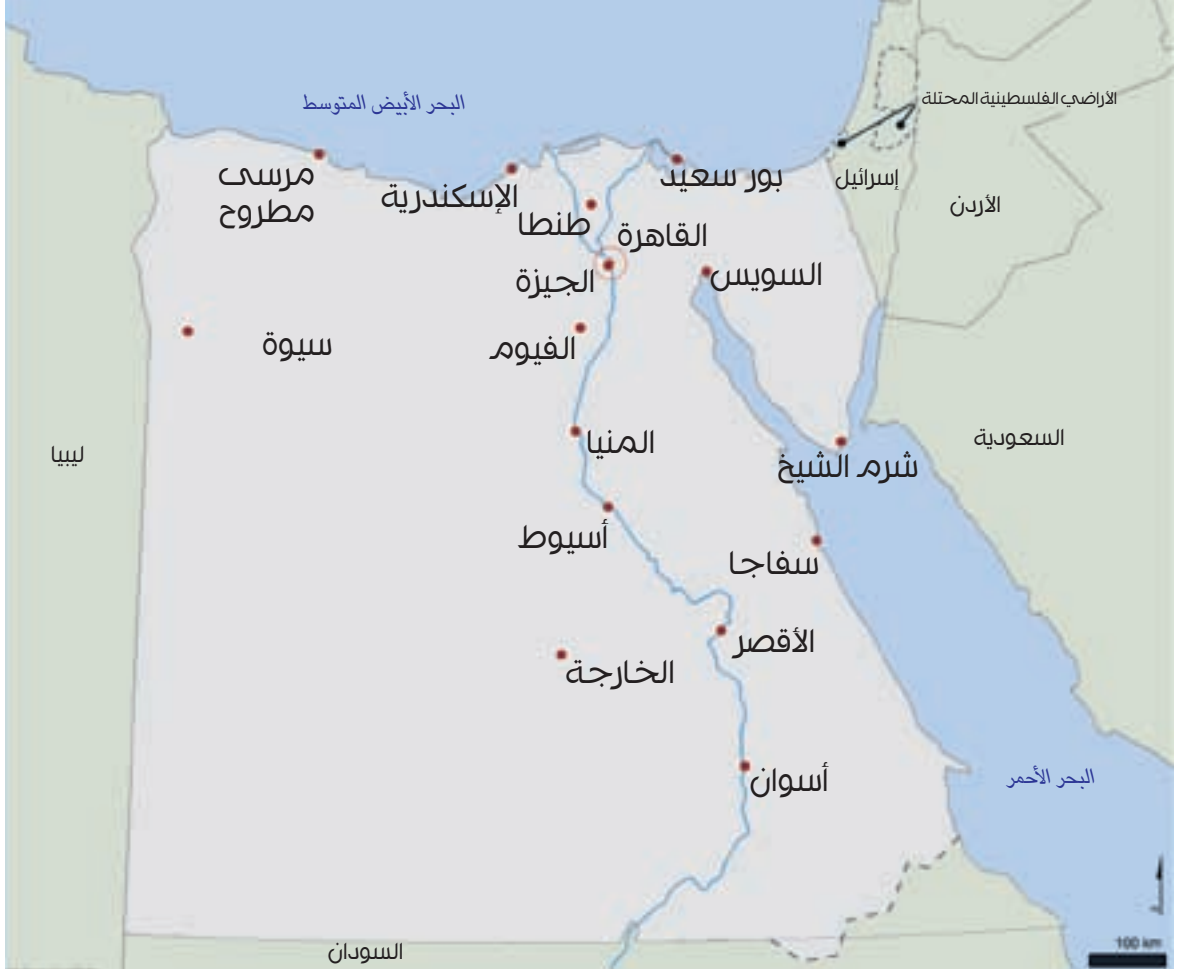 البحر الأبيض المتوسط
الأراضي الفلسطينية المحتلة
مرسى
مطروح
الإسكندرية
بور سعيد
إسرائيل
الأردن
طنطا
القاهرة
الجيزة
السويس
سيوة
الفيوم
المنيا
السعودية
ليبيا
شرم الشيخ
أسيوط
سفاجا
الأقصر
الخارجة
أسوان
البحر الأحمر
السودان
100 km